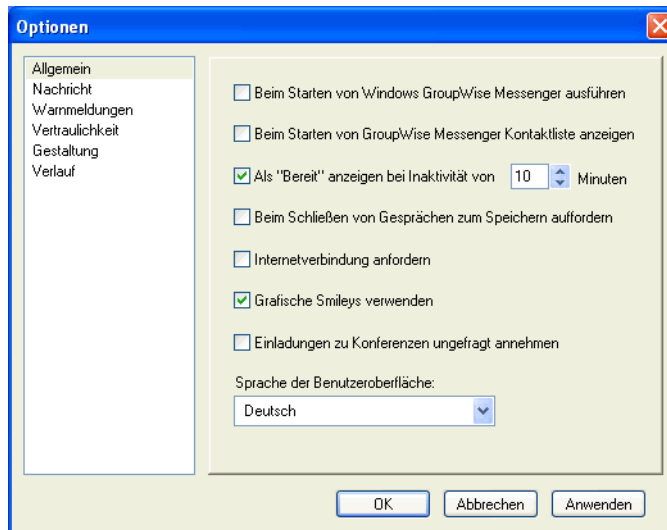 Optionen
Allgemein
Nachricht
Warnmeldungen
Vertraulichkeit
Gestaltung
Verlauf
Beim Starten von Windows GroupWise Messenger ausführen
Beim Starten von GroupWise Messenger Kontaktliste anzeigen
Als "Bereit" anzeigen bei Inaktivität von 10 Minuten
Beim Schließen von Gesprächen zum Speichern auffordern
Internetverbindung anfordern
Grafische Smileys verwenden
Einladungen zu Konferenzen ungefragt annehmen
Sprache der Benutzeroberfläche:
Deutsch
OK Abbrechen Anwenden